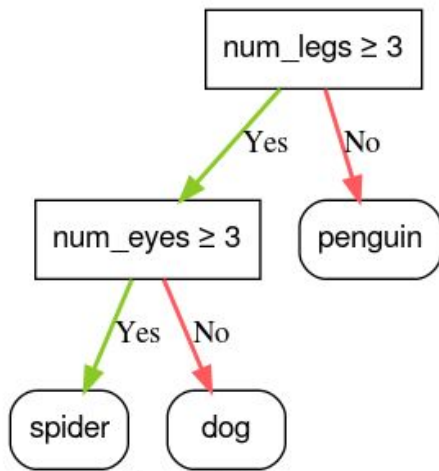 num_legs ≥ 3
Yes
No
num_eyes ≥ 3
penguin
Yes
No
spider
dog